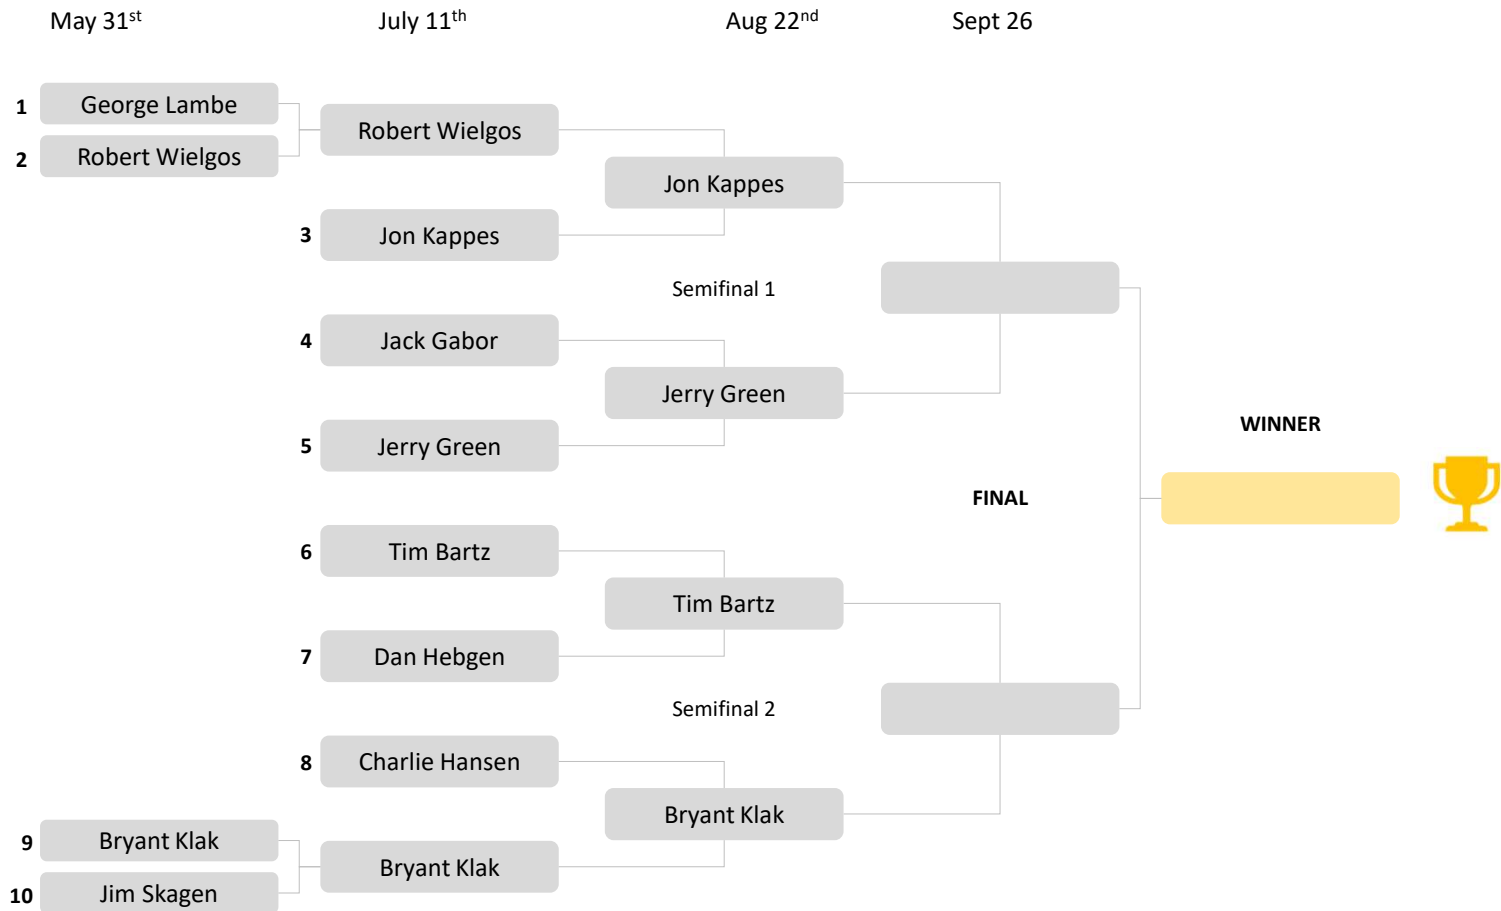 May 31st July 11th Aug 22nd Sept 26
1 George Lambe
Robert Wielgos
2 Robert Wielgos
Jon Kappes
3 Jon Kappes
Semifinal 1
4 Jack Gabor
Jerry Green
5 Jerry Green
WINNER
FINAL
6 Tim Bartz
Tim Bartz
7 Dan Hebgen
Semifinal 2
8 Charlie Hansen
Bryant Klak
9 Bryant Klak
Bryant Klak
10 Jim Skagen